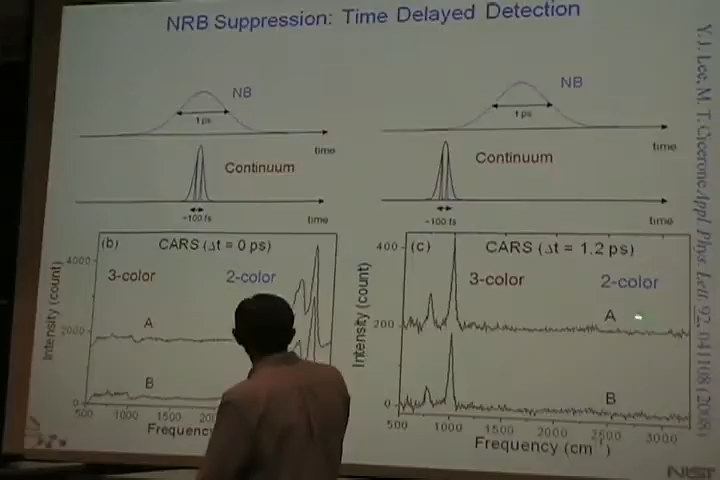 NRB Suppression: Time Delayed Detection
NB
1 ps
time
Continuum
~100 fs
time
NB
1 ps
time
Continuum
~100 fs
time
(b) CARS (Δt = 0 ps)
3-color 2-color
A
B
4000
2000
0
Intensity (count)
500 1000 1500
Frequency
(c) CARS (Δt = 1.2 ps)
3-color 2-color
A
B
400
200
0
Intensity (count)
500 1000 1500 2000 2500 3000
Frequency (cm⁻¹)
Y. J. Lee, M. T. Cicerone Appl Phys Lett 92, 041108 (2008)
NIST